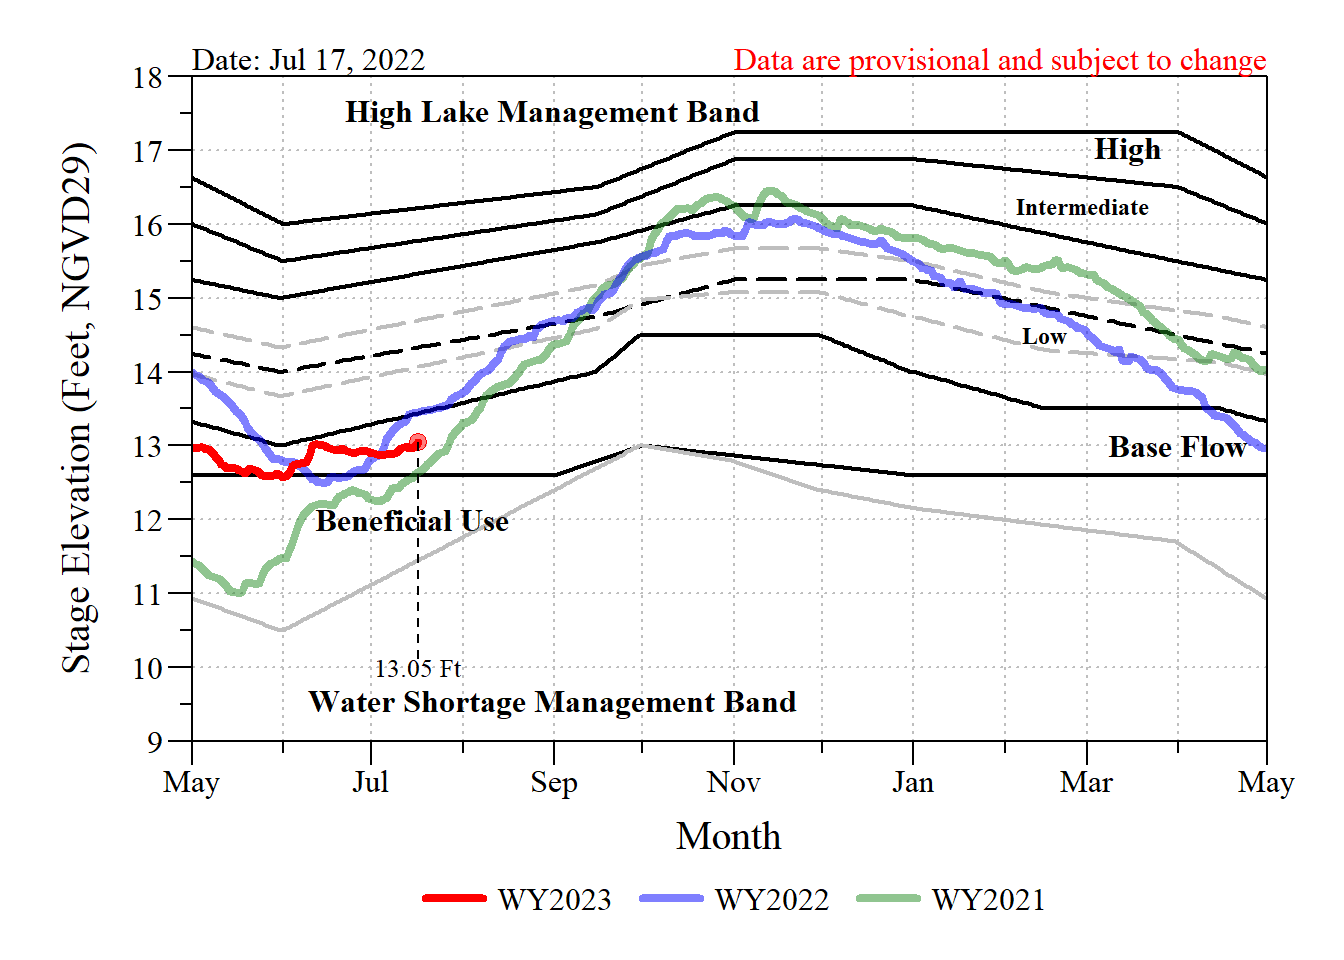 Date: Jul 17, 2022
Data are provisional and subject to change
18
High Lake Management Band
17
High
16
Intermediate
15
Low
14
13
Base Flow
12
Beneficial Use
11
10
13.05 Ft
Water Shortage Management Band
9
Stage Elevation (Feet, NGVD29)
May Jul Sep Nov Jan Mar May
Month
WY2023 WY2022 WY2021